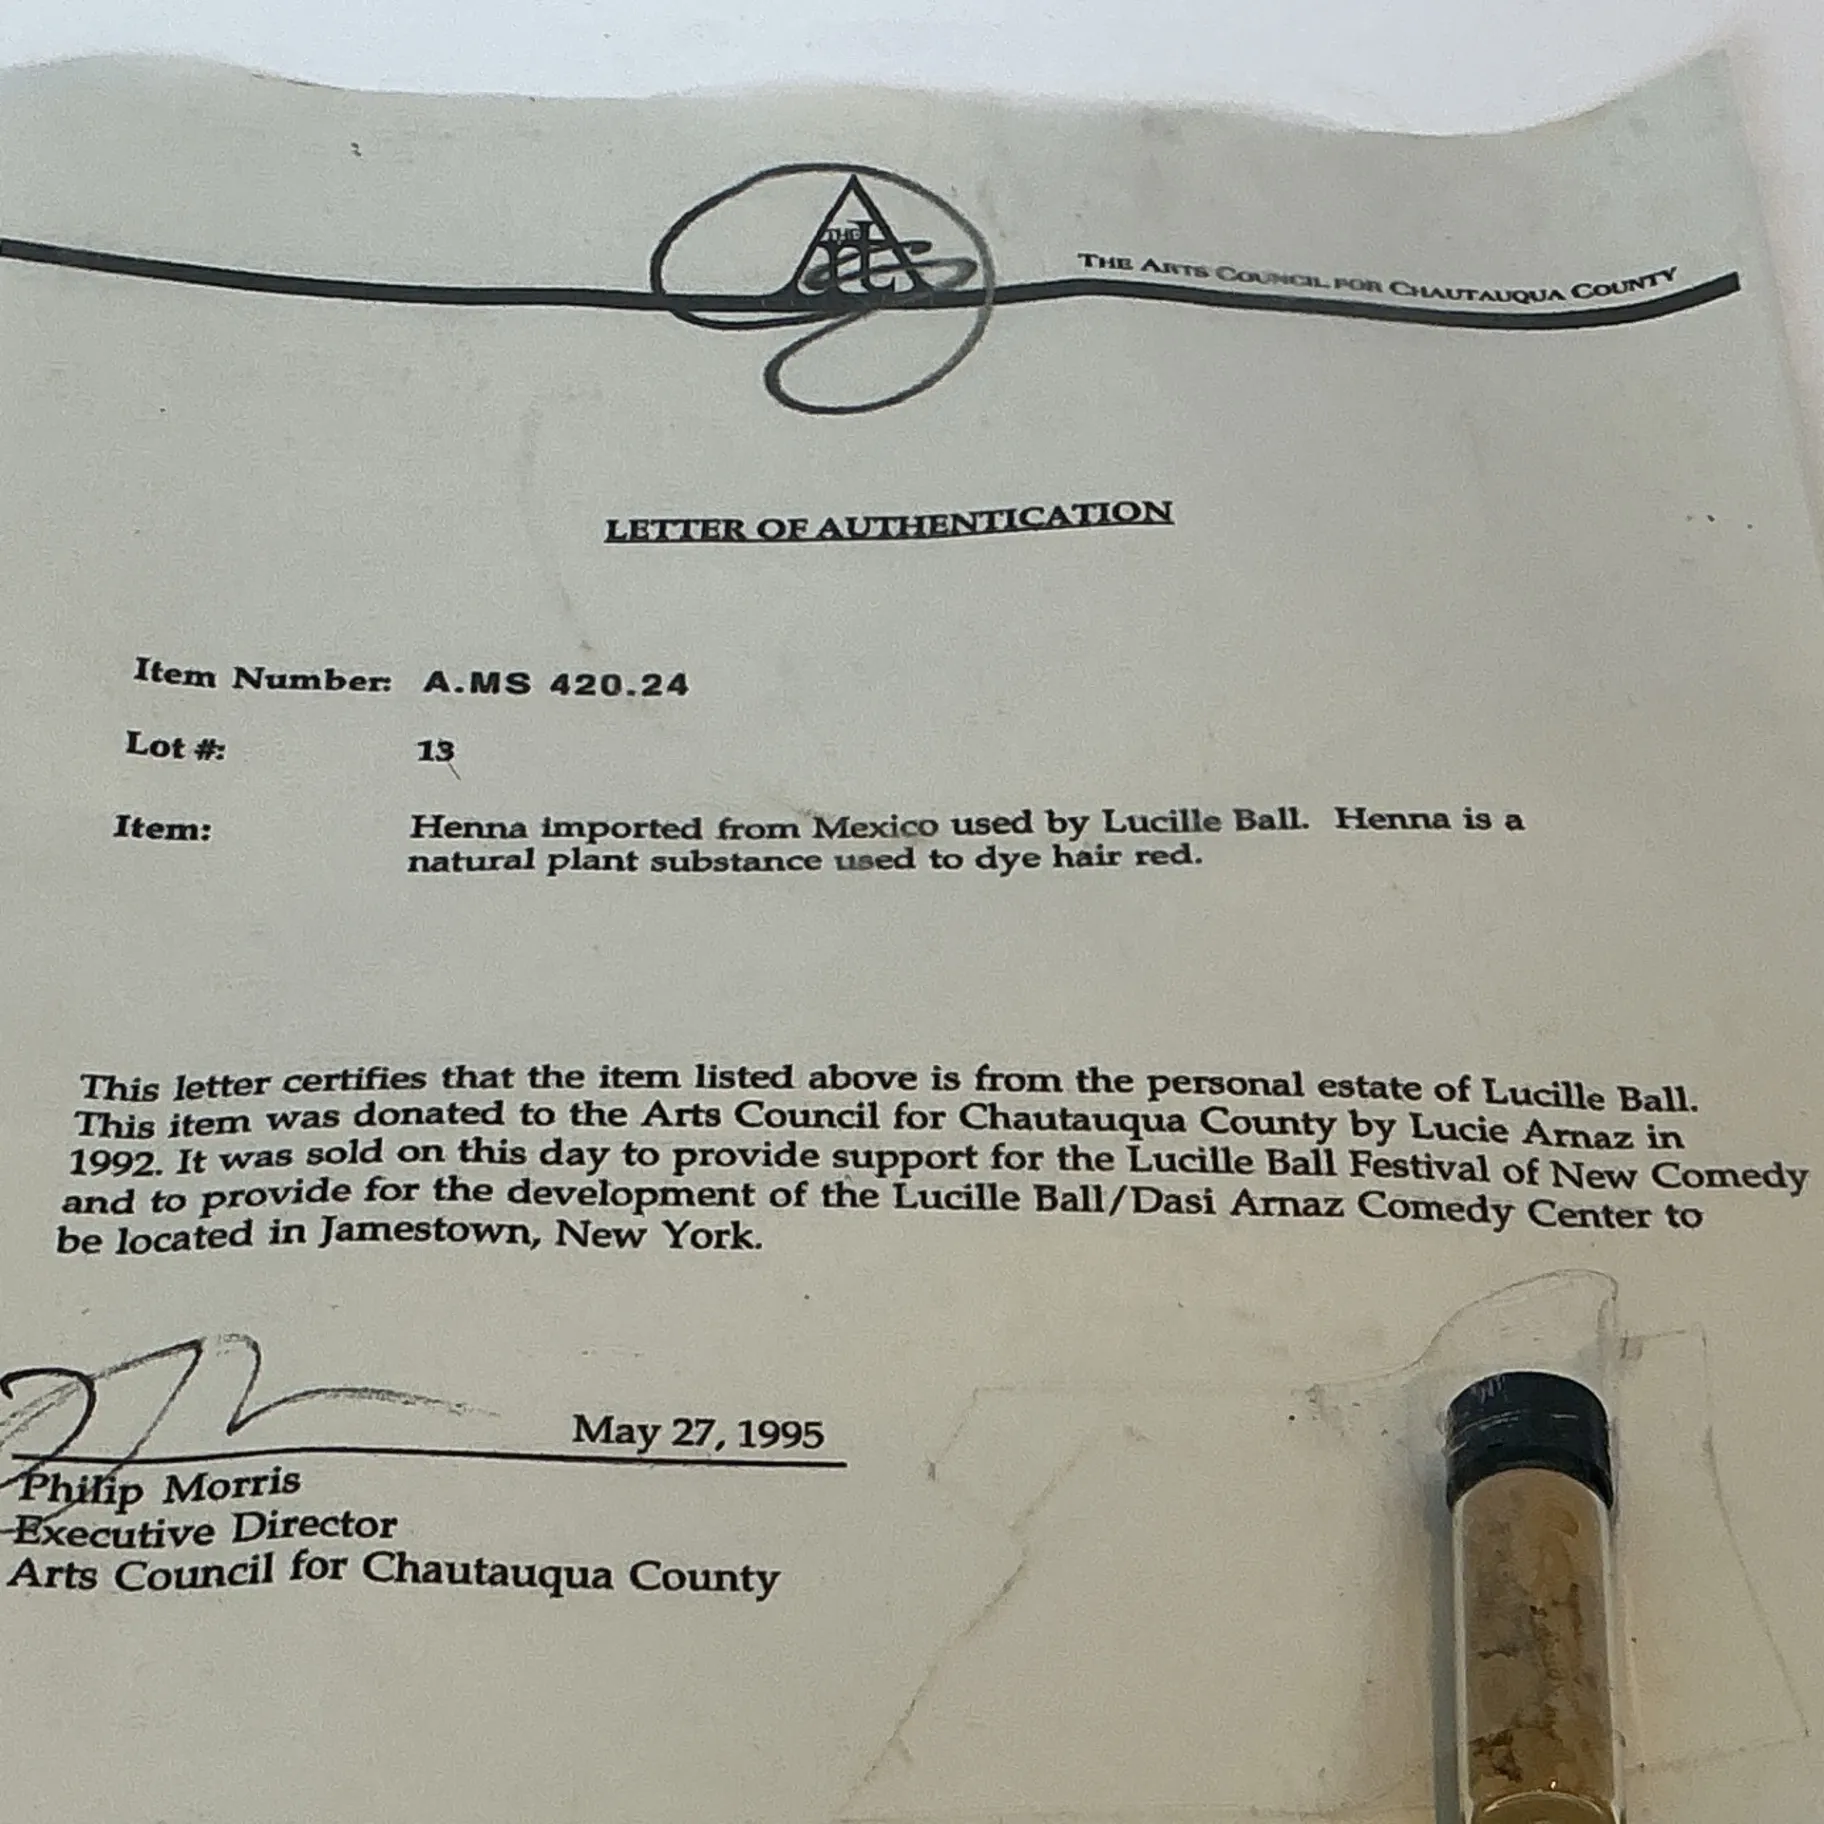 THE
Arts
THE ARTS COUNCIL FOR CHAUTAUQUA COUNTY
LETTER OF AUTHENTICATION
Item Number: A.MS 420.24
Lot #: 13
Item: Henna imported from Mexico used by Lucille Ball. Henna is a
natural plant substance used to dye hair red.
This letter certifies that the item listed above is from the personal estate of Lucille Ball.
This item was donated to the Arts Council for Chautauqua County by Lucie Arnaz in
1992. It was sold on this day to provide support for the Lucille Ball Festival of New Comedy
and to provide for the development of the Lucille Ball/Dasi Arnaz Comedy Center to
be located in Jamestown, New York.
May 27, 1995
Philip Morris
Executive Director
Arts Council for Chautauqua County